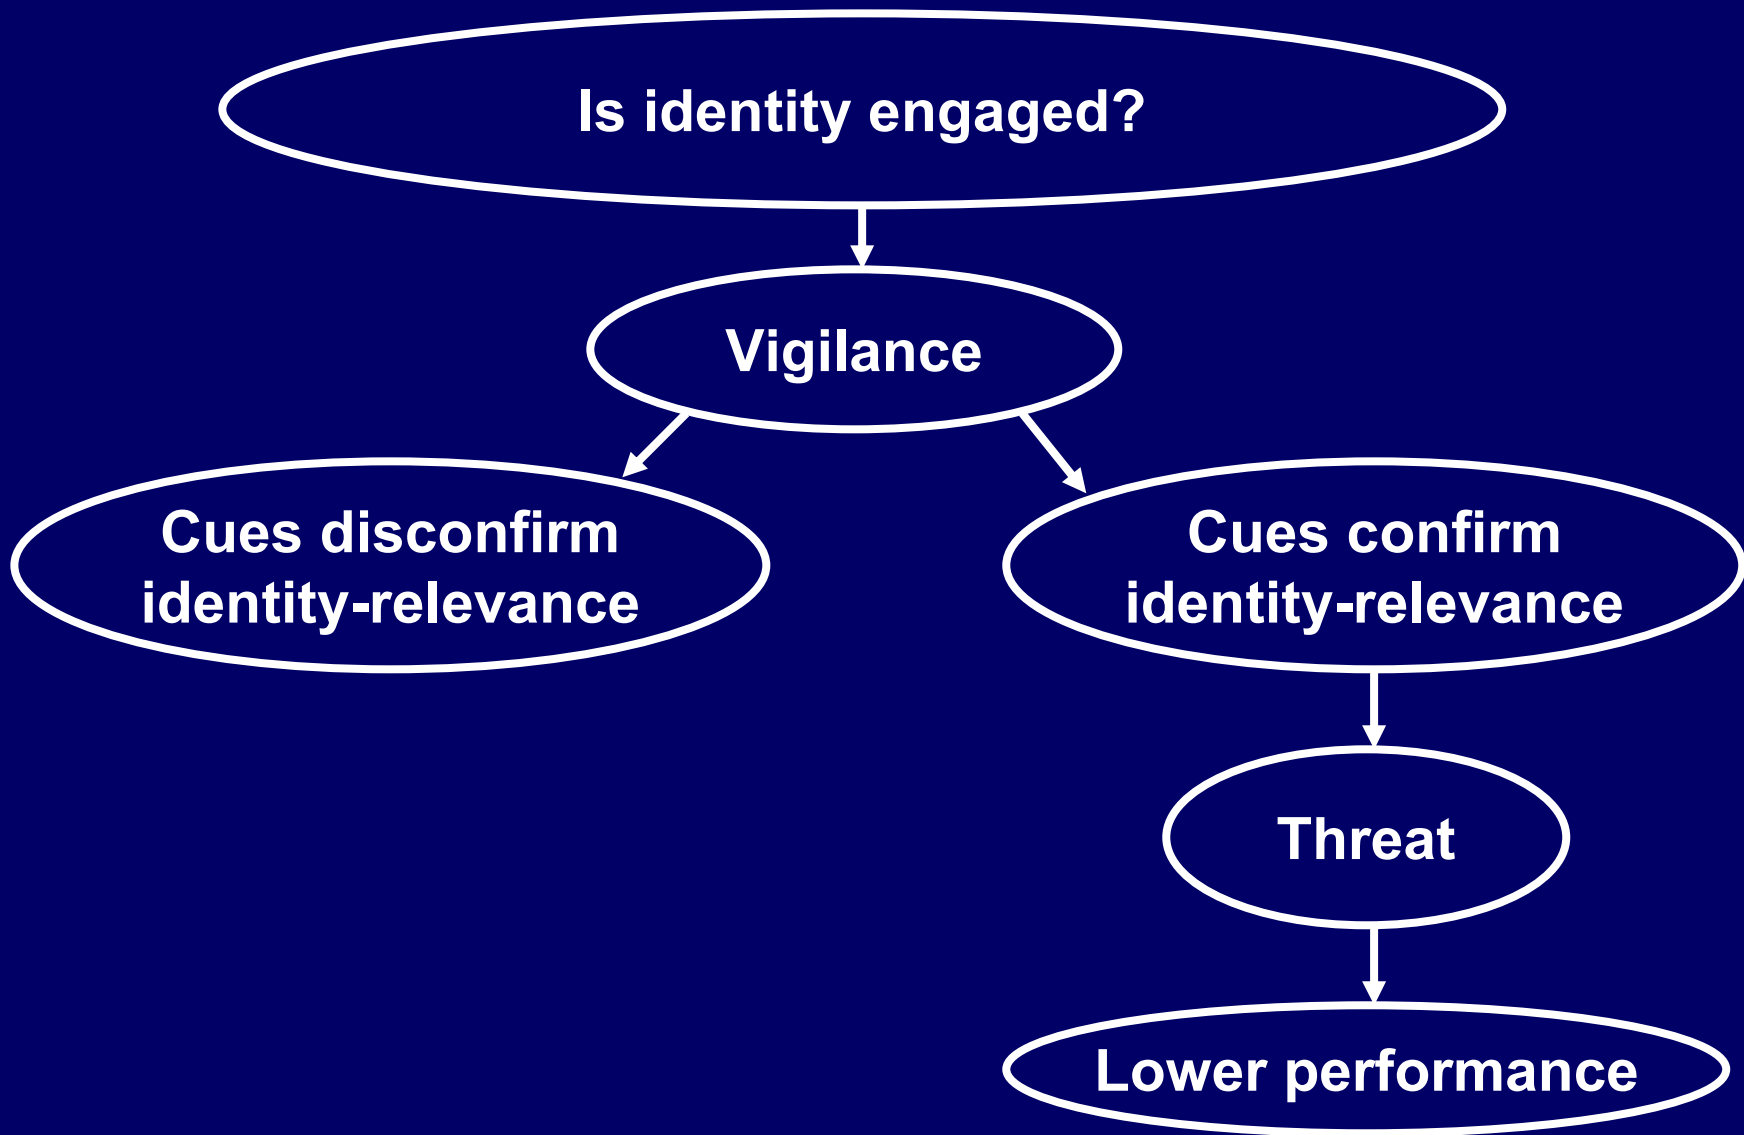 Is identity engaged?
Vigilance
Cues disconfirm
identity-relevance
Cues confirm
identity-relevance
Threat
Lower performance